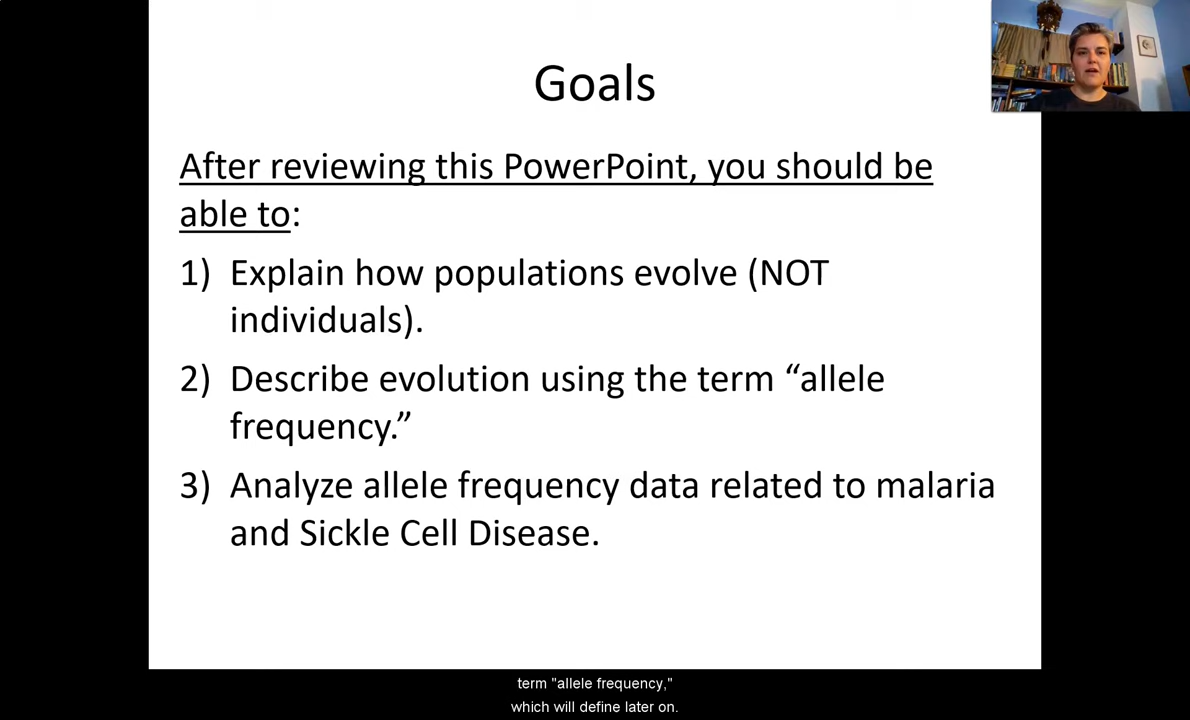 Goals
After reviewing this PowerPoint, you should be
able to:
1) Explain how populations evolve (NOT
individuals).
2) Describe evolution using the term “allele
frequency.”
3) Analyze allele frequency data related to malaria
and Sickle Cell Disease.
term "allele frequency,"
which will define later on.